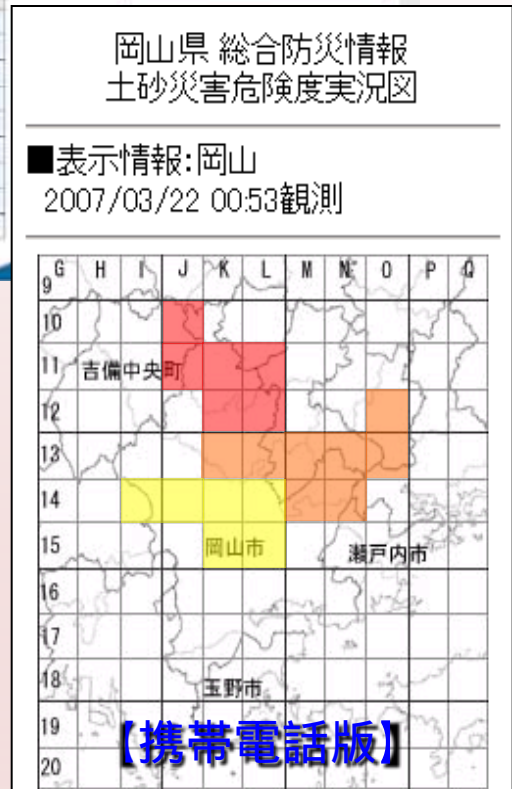 岡山県 総合防災情報
土砂災害危険度実況図
■表示情報:岡山
2007/03/22 00:53観測
G H I J K L M N O P Q
9
10
11 吉備中央町
12
13
14
15 岡山市 瀬戸内市
16
17
18 玉野市
19
【携帯電話版】
20